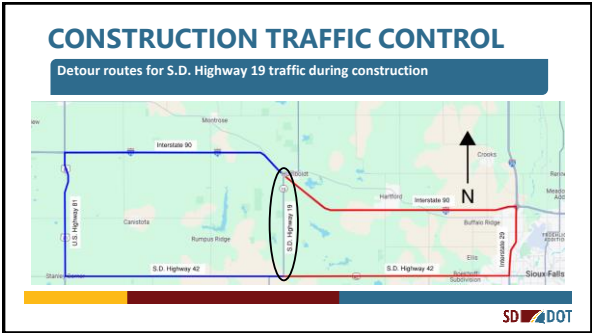 CONSTRUCTION TRAFFIC CONTROL
Detour routes for S.D. Highway 19 traffic during construction
Montrose
Interstate 90
Crooks
N
Hartford
Interstate 90
U.S. Highway 81
Canistota
Rumpus Ridge
S.D. Highway 19
Buffalo Ridge
Interstate 29
Ellis
S.D. Highway 42
S.D. Highway 42
Subdivision
Sioux Falls
SD DOT